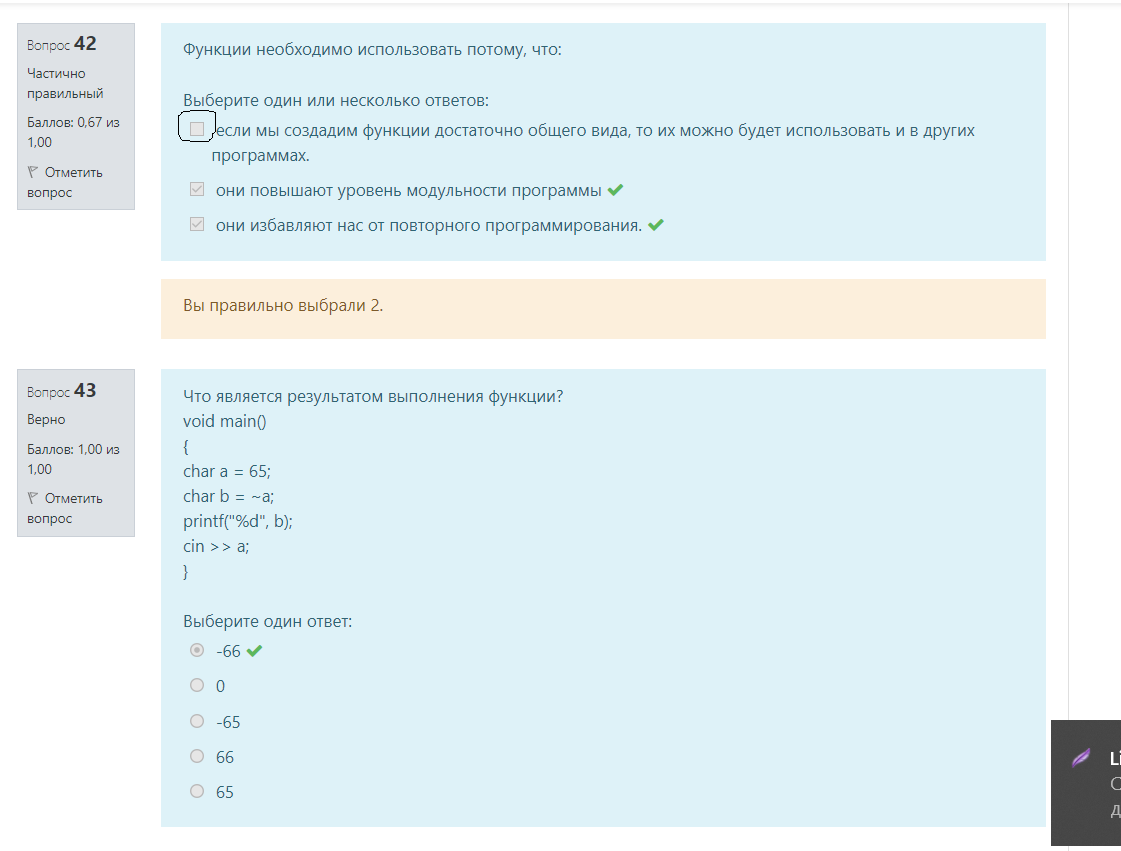 Вопрос 42
Частично
правильный
Баллов: 0,67 из
1,00
Отметить
вопрос
Функции необходимо использовать потому, что:
Выберите один или несколько ответов:
если мы создадим функции достаточно общего вида, то их можно будет использовать и в других
программах.
они повышают уровень модульности программы
они избавляют нас от повторного программирования.
Вы правильно выбрали 2.
Вопрос 43
Верно
Баллов: 1,00 из
1,00
Отметить
вопрос
Что является результатом выполнения функции?
void main()
{
char a = 65;
char b = ~a;
printf("%d", b);
cin >> a;
}
Выберите один ответ:
-66
0
-65
66
65